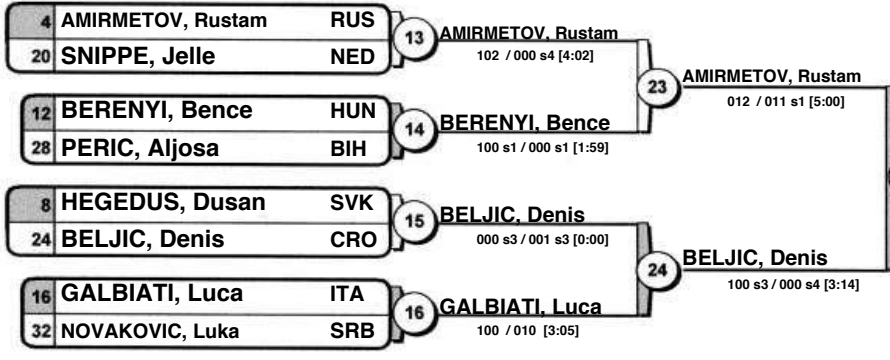 4 AMIRMETOV, Rustam RUS
20 SNIPPE, Jelle NED
13
AMIRMETOV, Rustam
102 / 000 s4 [4:02]
12 BERENYI, Bence HUN
28 PERIC, Aljosa BIH
14
BERENYI, Bence
100 s1 / 000 s1 [1:59]
23
AMIRMETOV, Rustam
012 / 011 s1 [5:00]
8 HEGEDUS, Dusan SVK
24 BELJIC, Denis CRO
15
BELJIC, Denis
000 s3 / 001 s3 [0:00]
16 GALBIATI, Luca ITA
32 NOVAKOVIC, Luka SRB
16
GALBIATI, Luca
100 / 010 [3:05]
24
BELJIC, Denis
100 s3 / 000 s4 [3:14]